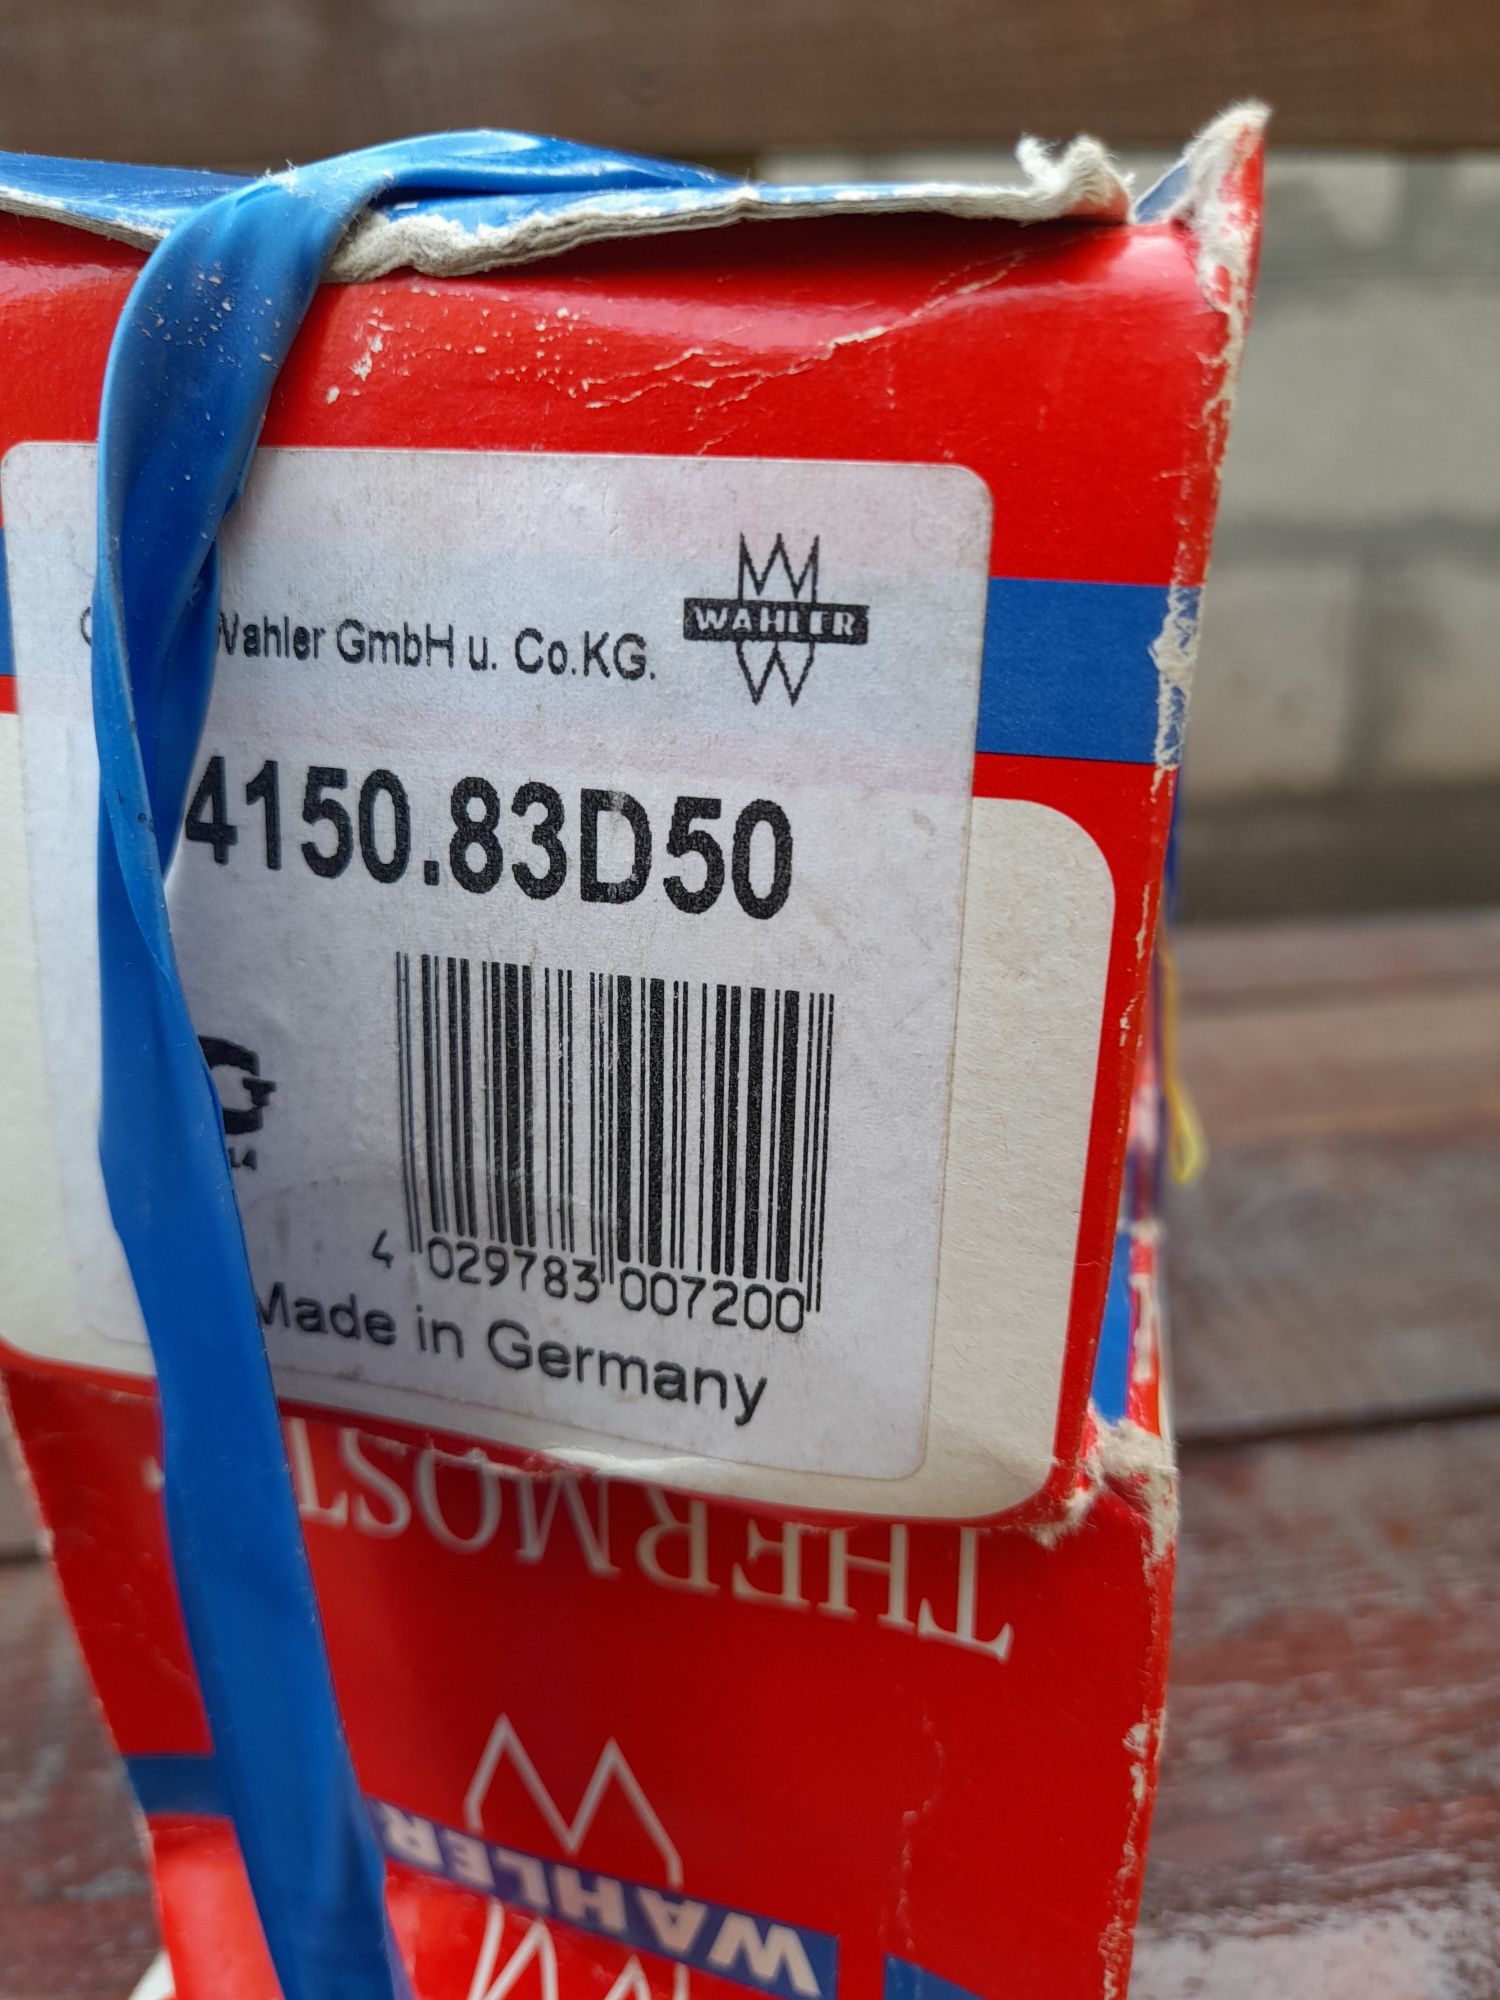 Wahler GmbH u. Co.KG.
WAHLER
4150.83D50
4 029783 007200
Made in Germany
THERMOST
WAHLER